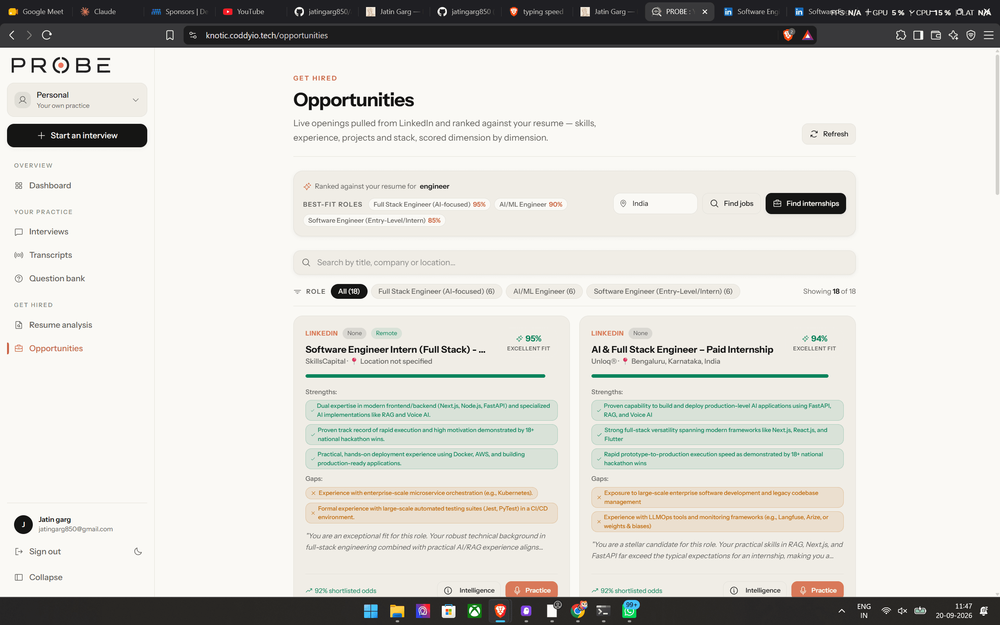 Google Meet
Claude
Sponsors | De
YouTube
jatingarg850/
Jatin Garg —
jatingarg850 (
typing speed
Jatin Garg —
PROBE :
Software Engi
FPS N/A GPU 5 % CPU 15 % LAT N/A
knotic.coddyio.tech/opportunities
2
PROBE
Personal
Your own practice
Start an interview
OVERVIEW
Dashboard
YOUR PRACTICE
Interviews
Transcripts
Question bank
GET HIRED
Resume analysis
Opportunities
J
Jatin garg
jatingarg850@gmail.com
Sign out
Collapse
GET HIRED
Opportunities
Live openings pulled from LinkedIn and ranked against your resume — skills,
experience, projects and stack, scored dimension by dimension.
Refresh
Ranked against your resume for engineer
BEST-FIT ROLES Full Stack Engineer (AI-focused) 95% AI/ML Engineer 90%
Software Engineer (Entry-Level/Intern) 85%
India
Find jobs
Find internships
Search by title, company or location...
ROLE All (18) Full Stack Engineer (AI-focused) (6) AI/ML Engineer (6) Software Engineer (Entry-Level/Intern) (6) Showing 18 of 18
LINKEDIN None Remote
95%
EXCELLENT FIT
Software Engineer Intern (Full Stack) - ...
SkillsCapital · 📍 Location not specified
Strengths:
Dual expertise in modern frontend/backend (Next.js, Node.js, FastAPI) and specialized
AI implementations like RAG and Voice AI.
Proven track record of rapid execution and high motivation demonstrated by 18+
national hackathon wins.
Practical, hands-on deployment experience using Docker, AWS, and building
production-ready applications.
Gaps:
Experience with enterprise-scale microservice orchestration (e.g., Kubernetes).
Formal experience with large-scale automated testing suites (Jest, PyTest) in a CI/CD
environment.
"You are an exceptional fit for this role. Your robust technical background in
full-stack engineering combined with practical AI/RAG experience aligns...
92% shortlisted odds
Intelligence
Practice
LINKEDIN None
94%
EXCELLENT FIT
AI & Full Stack Engineer – Paid Internship
Unloq® · 📍 Bengaluru, Karnataka, India
Strengths:
Proven capability to build and deploy production-level AI applications using FastAPI,
RAG, and Voice AI
Strong full-stack versatility spanning modern frameworks like Next.js, React.js, and
Flutter
Rapid prototype-to-production execution speed as demonstrated by 18+ national
hackathon wins
Gaps:
Exposure to large-scale enterprise software development and legacy codebase
management
Experience with LLMOps tools and monitoring frameworks (e.g., Langfuse, Arize, or
weights & biases)
"You are a stellar candidate for this role. Your practical skills in RAG, Next.js, and
FastAPI far exceed the typical expectations for an internship, making you a...
92% shortlisted odds
Intelligence
Practice
99+
ENG
IN
11:47
20-09-2026